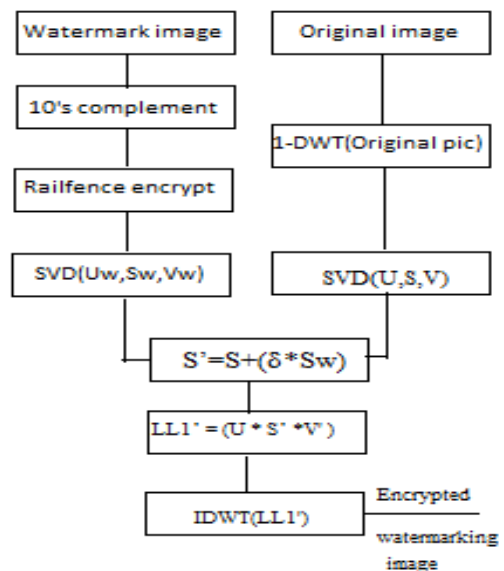 Watermark image
Original image
10's complement
1-DWT(Original pic)
Railfence encrypt
SVD(Uw,Sw,Vw)
SVD(U,S,V)
S’=S+(δ*Sw)
LL1' = (U * S' *V')
IDWT(LL1')
Encrypted
watermarking
image